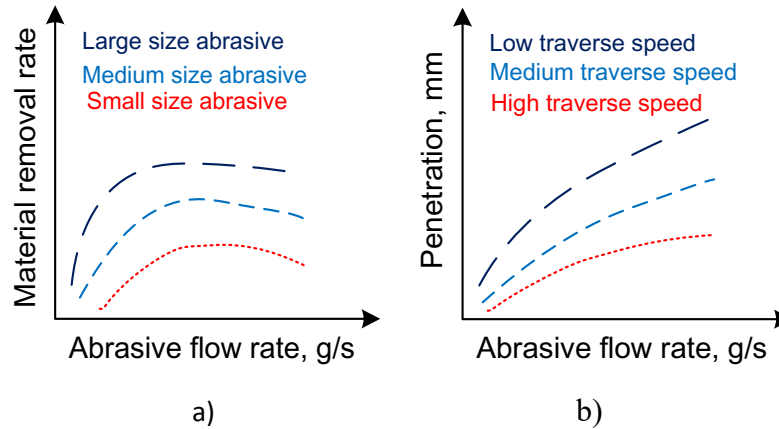 Material removal rate
Large size abrasive
Medium size abrasive
Small size abrasive
Abrasive flow rate, g/s
a)
Penetration, mm
Low traverse speed
Medium traverse speed
High traverse speed
Abrasive flow rate, g/s
b)